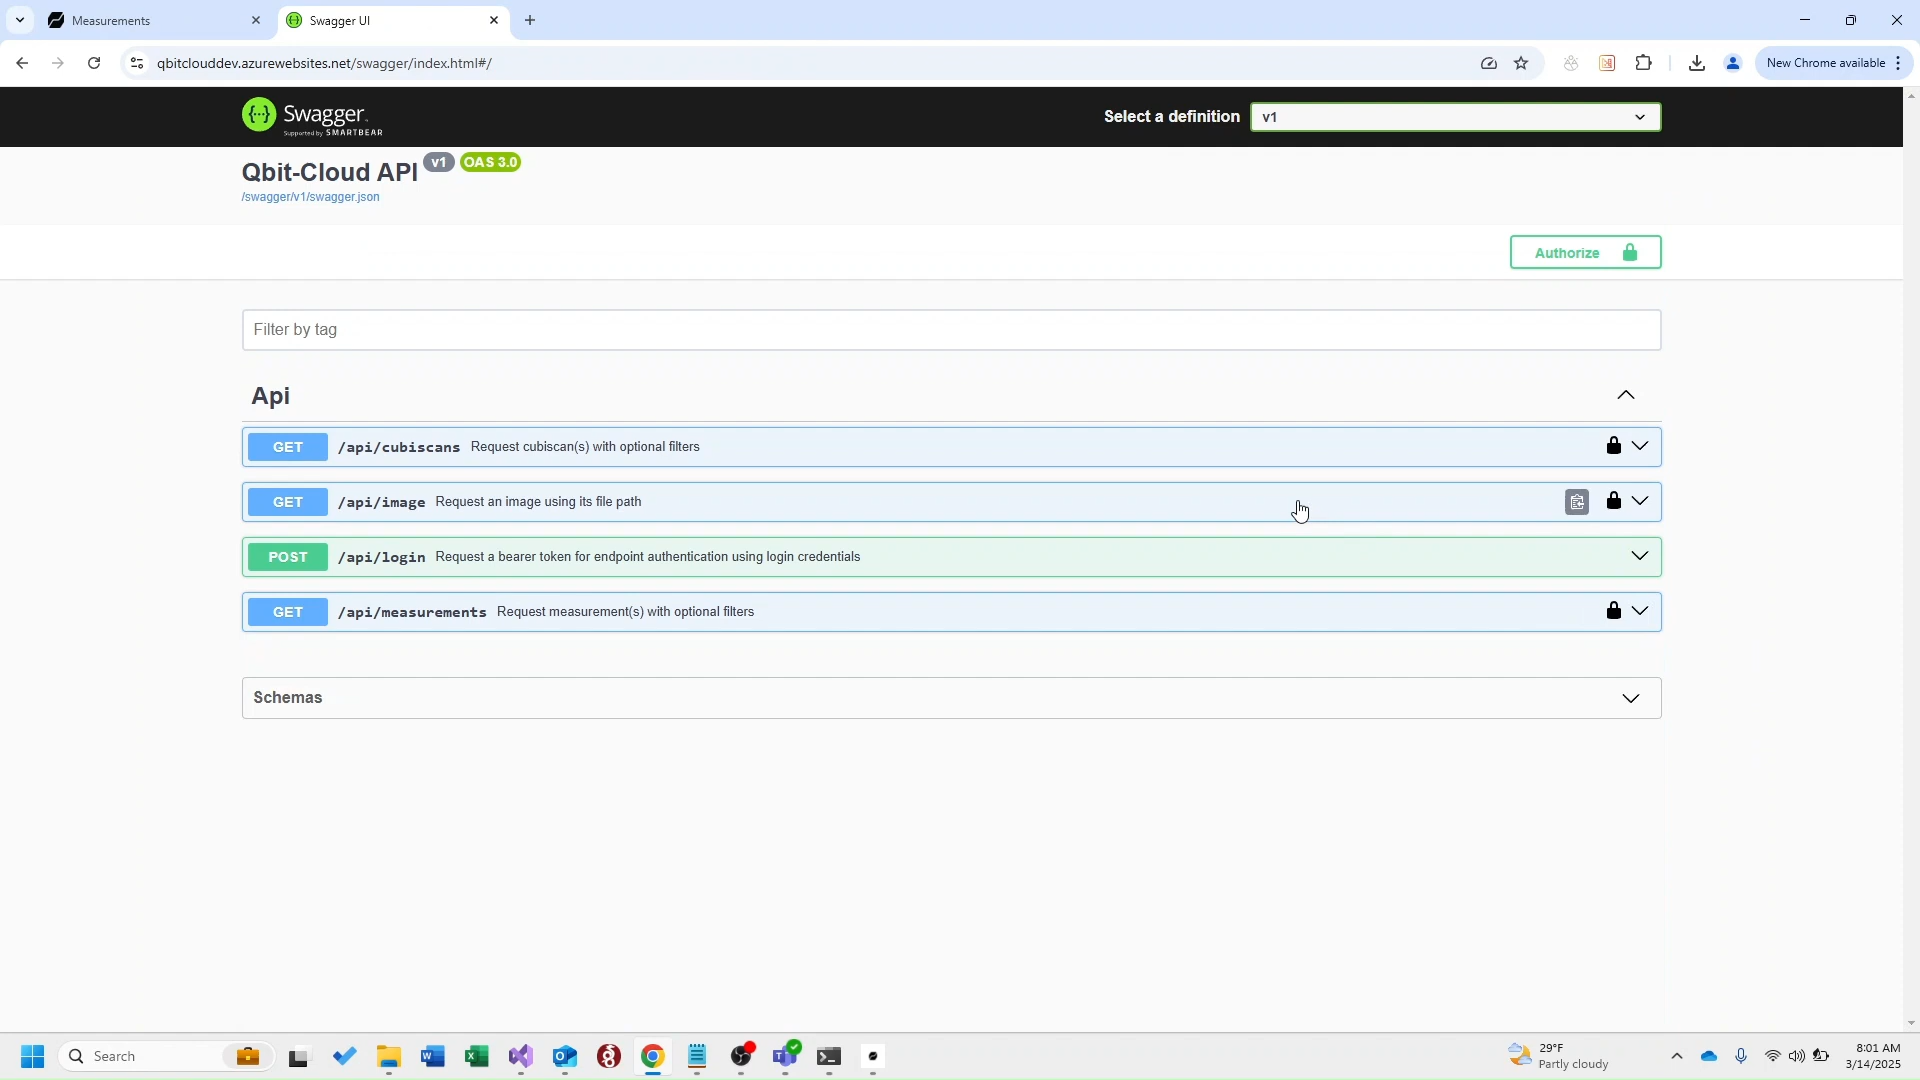 Measurements
Swagger UI
qbitclouddev.azurewebsites.net/swagger/index.html#/
New Chrome available
Swagger
Supported by SMARTBEAR
Select a definition
v1
Qbit-Cloud API v1 OAS 3.0
/swagger/v1/swagger.json
Authorize
Filter by tag
Api
GET /api/cubiscans Request cubiscan(s) with optional filters
GET /api/image Request an image using its file path
POST /api/login Request a bearer token for endpoint authentication using login credentials
GET /api/measurements Request measurement(s) with optional filters
Schemas
Search
29°F
Partly cloudy
8:01 AM
3/14/2025